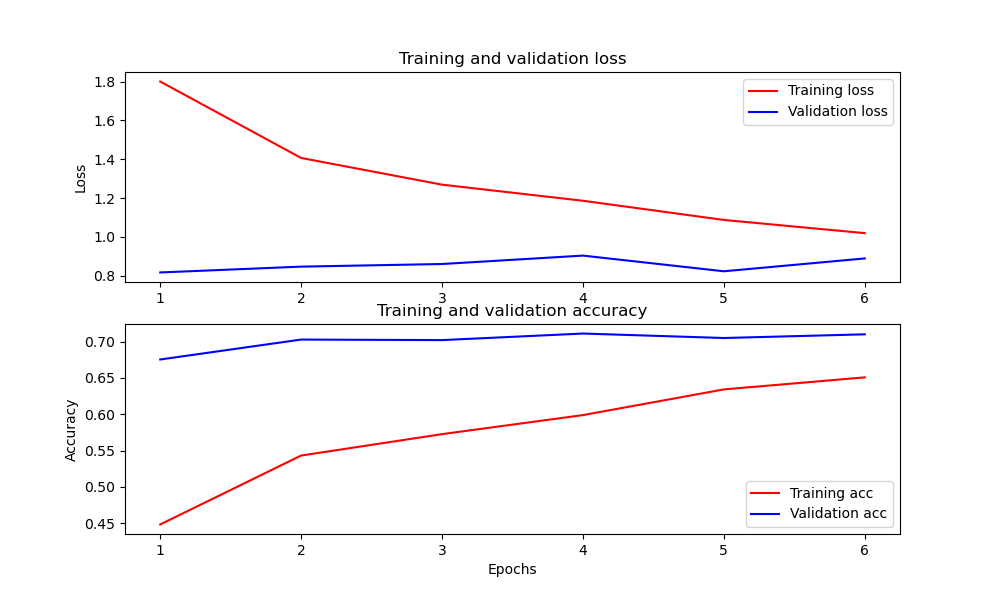 Training and validation loss
Loss
1.8
1.6
1.4
1.2
1.0
0.8
Training loss
Validation loss
1 2 3 4 5 6
Training and validation accuracy
Accuracy
0.70
0.65
0.60
0.55
0.50
0.45
Training acc
Validation acc
1 2 3 4 5 6
Epochs